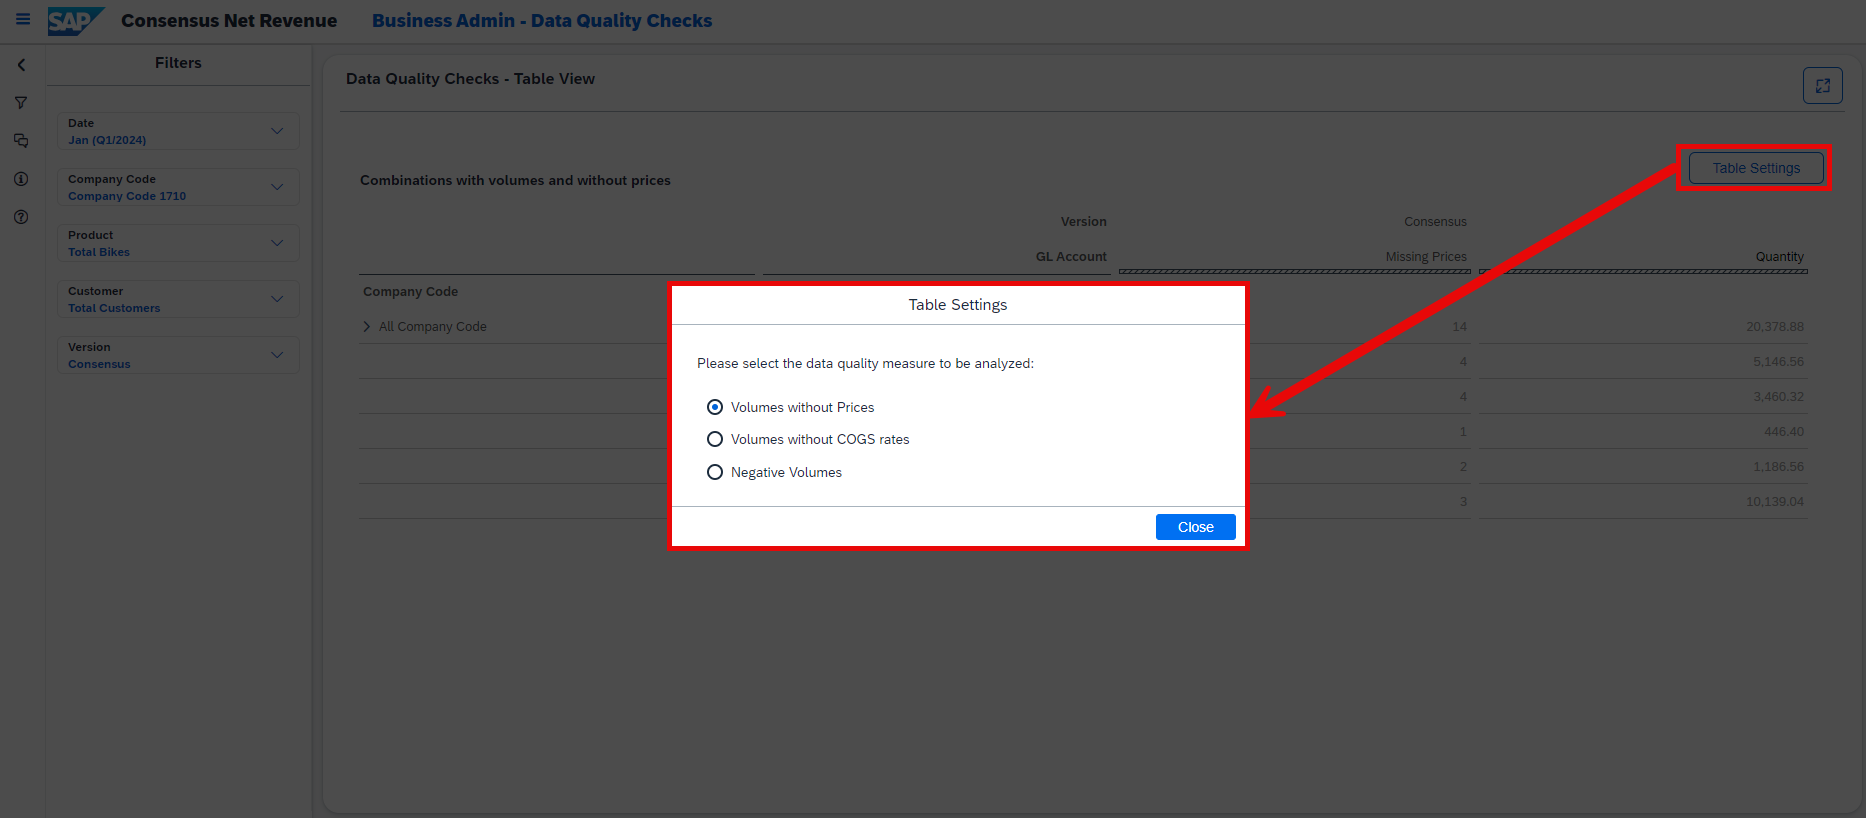 SAP Consensus Net Revenue Business Admin - Data Quality Checks
Filters
Date
Jan (Q1/2024)
Company Code
Company Code 1710
Product
Total Bikes
Customer
Total Customers
Version
Consensus
Data Quality Checks - Table View
Table Settings
Combinations with volumes and without prices
Version Consensus
GL Account Missing Prices Quantity
Company Code
All Company Code 14 20,378.88
4 5,146.56
4 3,460.32
1 446.40
2 1,186.56
3 10,139.04
Table Settings
Please select the data quality measure to be analyzed:
Volumes without Prices
Volumes without COGS rates
Negative Volumes
Close